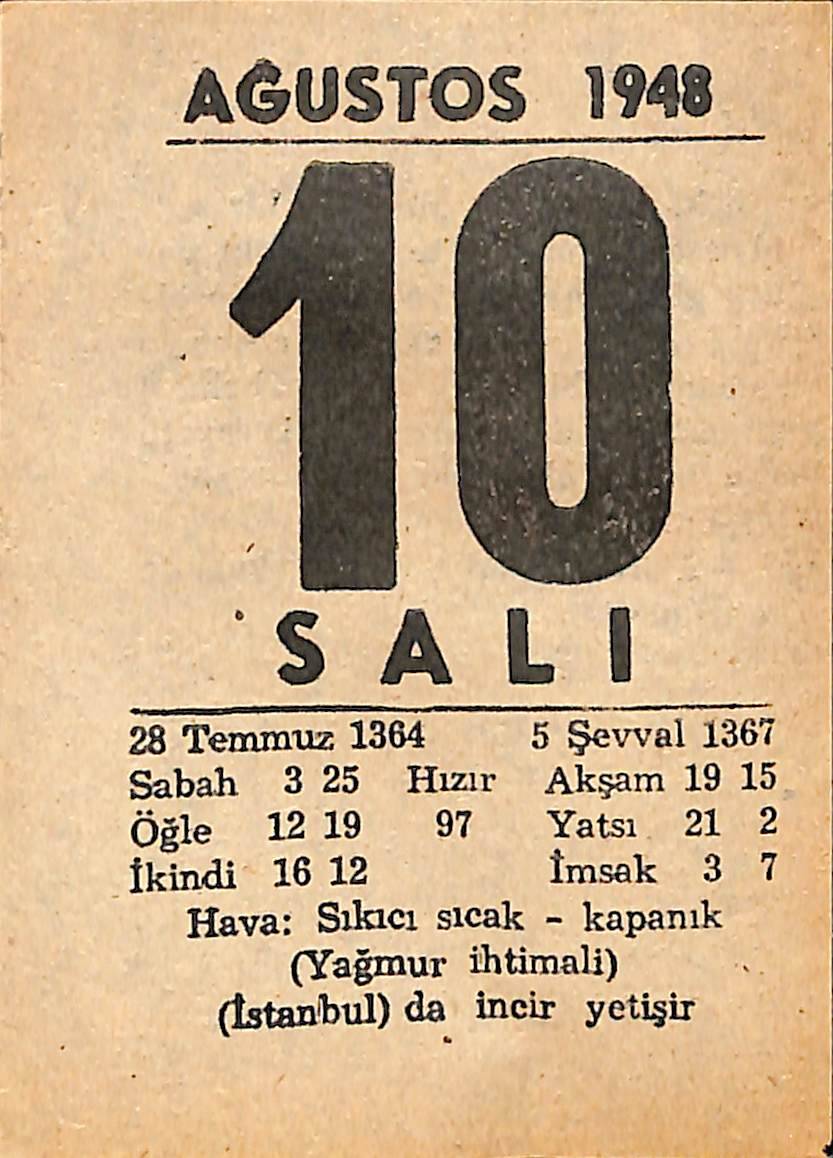 AĞUSTOS 1948
10
SALI
28 Temmuz 1364 5 Şevval 1367
Sabah 3 25 Hızır Akşam 19 15
Öğle 12 19 97 Yatsı 21 2
İkindi 16 12 İmsak 3 7
Hava: Sıkıcı sıcak - kapanık
(Yağmur ihtimali)
(İstanbul) da incir yetişir